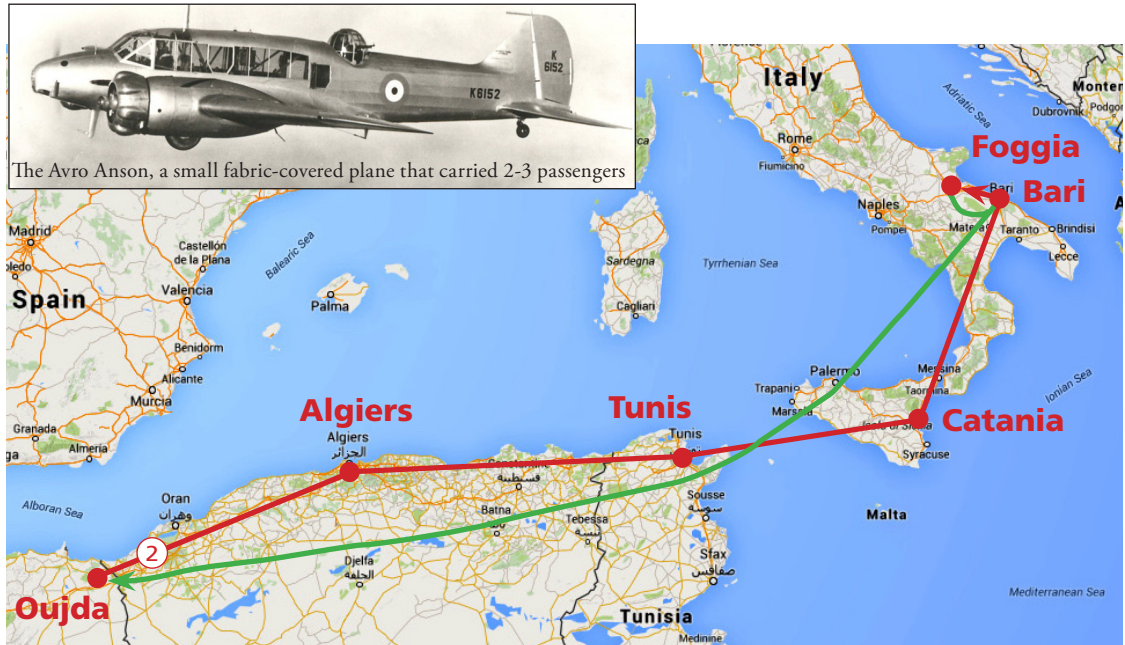 K
6152
K6152
The Avro Anson, a small fabric-covered plane that carried 2-3 passengers
Italy
Adriatic Sea
Dubrovnik
Rome
Fiumicino
Foggia
Bari
Bari
Naples
Pompei
Matera
Taranto
Brindisi
Lecce
Madrid
Castellón
de la Plana
Balearic Sea
Spain
Valencia
Palma
Sardegna
Tyrrhenian Sea
Cagliari
Benidorm
Alicante
Murcia
Granada
Almeria
Palermo
Messina
Trapani
Taormina
Ionian Sea
Catania
Syracuse
Algiers
Algiers
الجزائر
Tunis
Tunis
Alboran Sea
Oran
وهران
قسنطينة
Batna
Tebessa
تبسة
Sousse
سوسة
Malta
2
Djelfa
الجلفة
Sfax
صفاقس
Oujda
Tunisia
Medinine
Mediterranean Sea